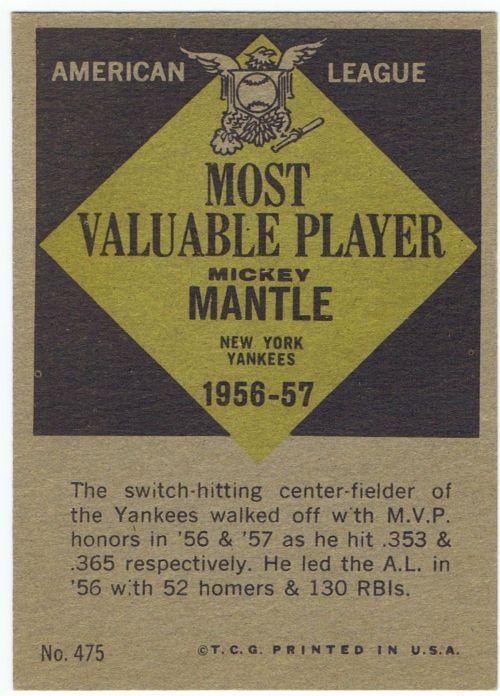 AMERICAN LEAGUE
MOST
VALUABLE PLAYER
MICKEY
MANTLE
NEW YORK
YANKEES
1956-57
The switch-hitting center-fielder of
the Yankees walked off with M.V.P.
honors in '56 & '57 as he hit .353 &
.365 respectively. He led the A.L. in
'56 with 52 homers & 130 RBIs.
No. 475 ©T.C.G. PRINTED IN U.S.A.